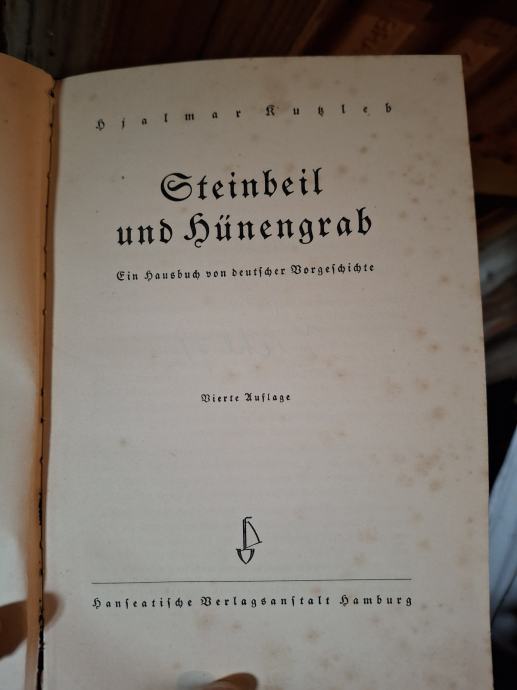 Hjalmar Kutzleb
Steinbeil
und Hünengrab
Ein Hausbuch von deutscher Vorgeschichte
Vierte Auflage
Hanseatische Verlagsanstalt Hamburg